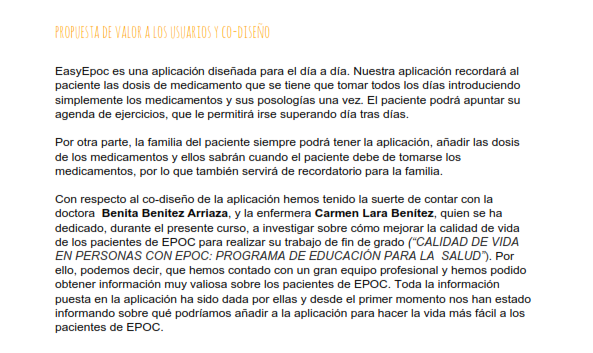 PROPUESTA DE VALOR A LOS USUARIOS Y CO-DISEÑO
EasyEpoc es una aplicación diseñada para el día a día. Nuestra aplicación recordará al
paciente las dosis de medicamento que se tiene que tomar todos los días introduciendo
simplemente los medicamentos y sus posologías una vez. El paciente podrá apuntar su
agenda de ejercicios, que le permitirá irse superando día tras días.
Por otra parte, la familia del paciente siempre podrá tener la aplicación, añadir las dosis
de los medicamentos y ellos sabrán cuando el paciente debe de tomarse los
medicamentos, por lo que también servirá de recordatorio para la familia.
Con respecto al co-diseño de la aplicación hemos tenido la suerte de contar con la
doctora Benita Benitez Arriaza, y la enfermera Carmen Lara Benítez, quien se ha
dedicado, durante el presente curso, a investigar sobre cómo mejorar la calidad de vida
de los pacientes de EPOC para realizar su trabajo de fin de grado (“CALIDAD DE VIDA
EN PERSONAS CON EPOC: PROGRAMA DE EDUCACIÓN PARA LA SALUD”). Por
ello, podemos decir, que hemos contado con un gran equipo profesional y hemos podido
obtener información muy valiosa sobre los pacientes de EPOC. Toda la información
puesta en la aplicación ha sido dada por ellas y desde el primer momento nos han estado
informando sobre qué podríamos añadir a la aplicación para hacer la vida más fácil a los
pacientes de EPOC.